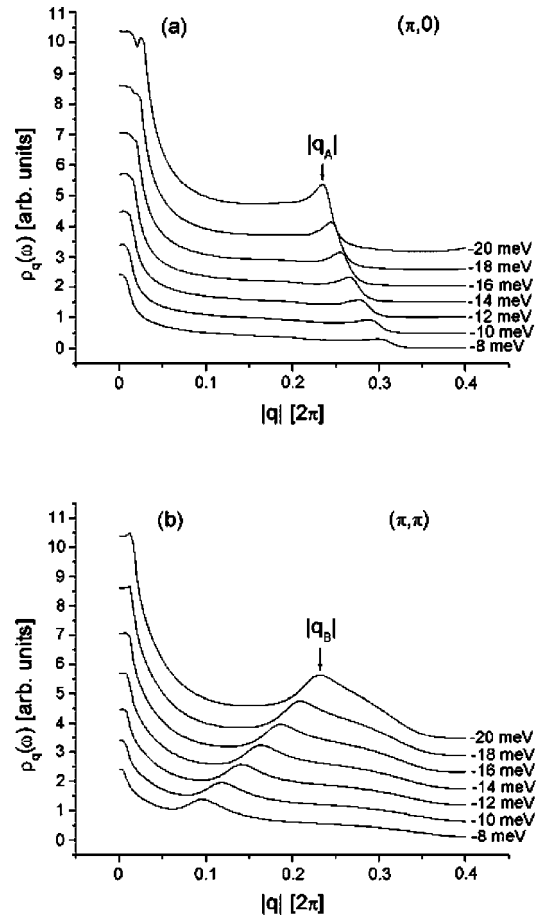 (a)
(π,0)
11
10
9
8
7
6
5
4
3
2
1
0
ρq(ω) [arb. units]
|qA|
-20 meV
-18 meV
-16 meV
-14 meV
-12 meV
-10 meV
-8 meV
0
0.1
0.2
0.3
0.4
|q| [2π]
(b)
(π,π)
11
10
9
8
7
6
5
4
3
2
1
0
ρq(ω) [arb. units]
|qB|
-20 meV
-18 meV
-16 meV
-14 meV
-12 meV
-10 meV
-8 meV
0
0.1
0.2
0.3
0.4
|q| [2π]